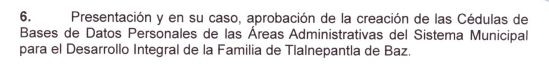 6. Presentación y en su caso, aprobación de la creación de las Cédulas de
Bases de Datos Personales de las Áreas Administrativas del Sistema Municipal
para el Desarrollo Integral de la Familia de Tlalnepantla de Baz.